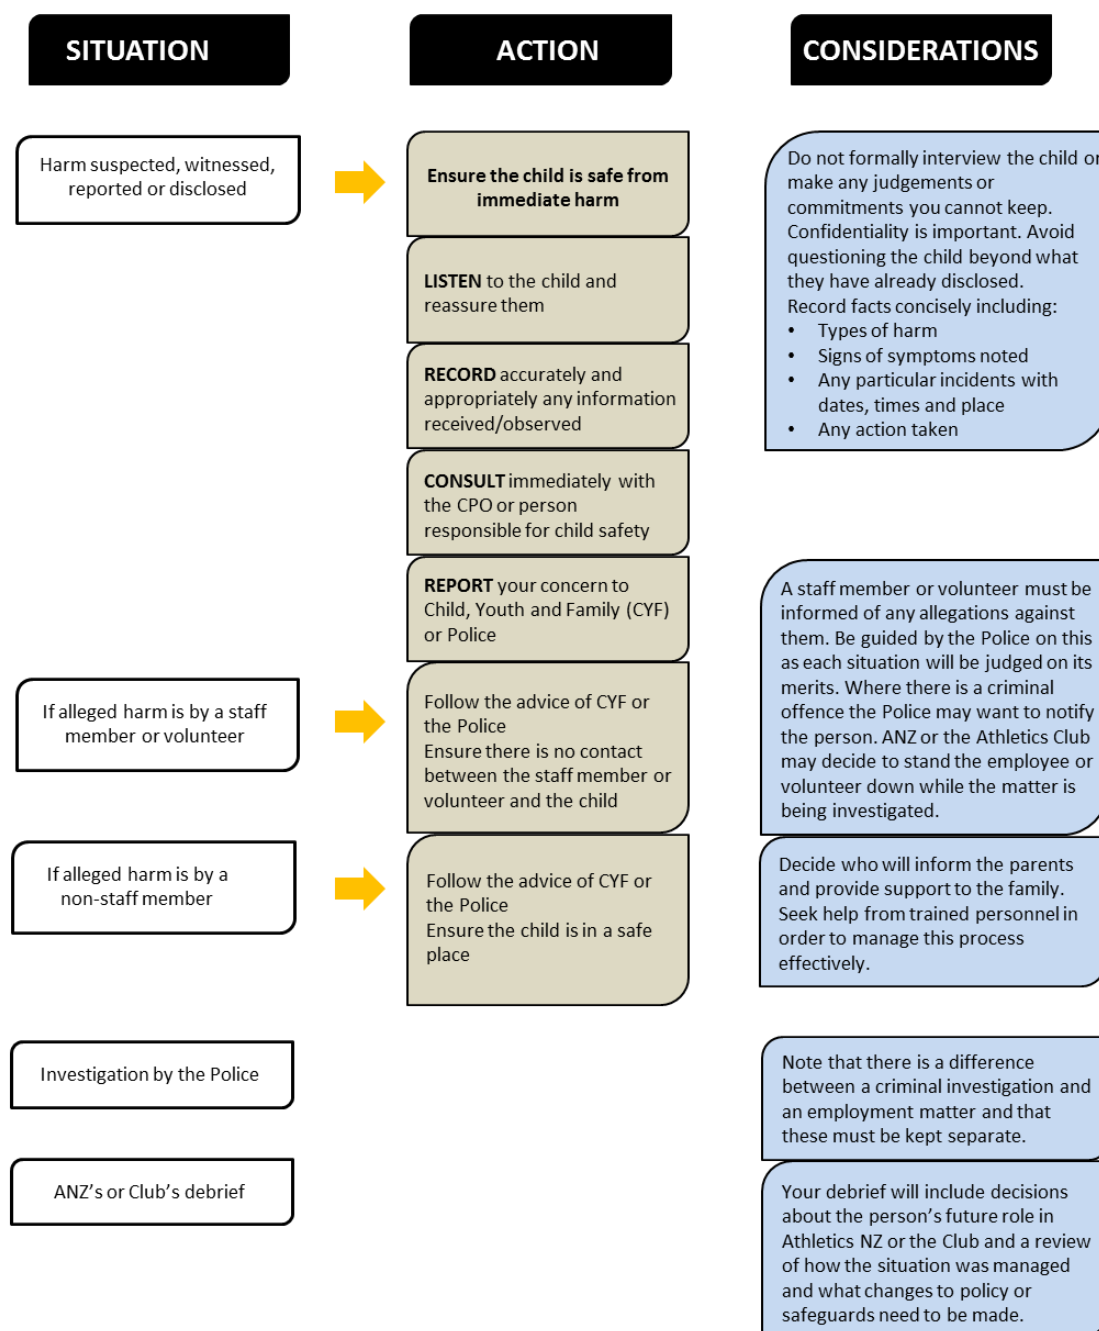 SITUATION
ACTION
CONSIDERATIONS
Harm suspected, witnessed,
reported or disclosed
Ensure the child is safe from
immediate harm
LISTEN to the child and
reassure them
RECORD accurately and
appropriately any information
received/observed
CONSULT immediately with
the CPO or person
responsible for child safety
REPORT your concern to
Child, Youth and Family (CYF)
or Police
Do not formally interview the child or
make any judgements or
commitments you cannot keep.
Confidentiality is important. Avoid
questioning the child beyond what
they have already disclosed.
Record facts concisely including:
• Types of harm
• Signs of symptoms noted
• Any particular incidents with
dates, times and place
• Any action taken
If alleged harm is by a staff
member or volunteer
Follow the advice of CYF or
the Police
Ensure there is no contact
between the staff member or
volunteer and the child
A staff member or volunteer must be
informed of any allegations against
them. Be guided by the Police on this
as each situation will be judged on its
merits. Where there is a criminal
offence the Police may want to notify
the person. ANZ or the Athletics Club
may decide to stand the employee or
volunteer down while the matter is
being investigated.
If alleged harm is by a
non-staff member
Follow the advice of CYF or
the Police
Ensure the child is in a safe
place
Decide who will inform the parents
and provide support to the family.
Seek help from trained personnel in
order to manage this process
effectively.
Investigation by the Police
Note that there is a difference
between a criminal investigation and
an employment matter and that
these must be kept separate.
ANZ’s or Club’s debrief
Your debrief will include decisions
about the person’s future role in
Athletics NZ or the Club and a review
of how the situation was managed
and what changes to policy or
safeguards need to be made.